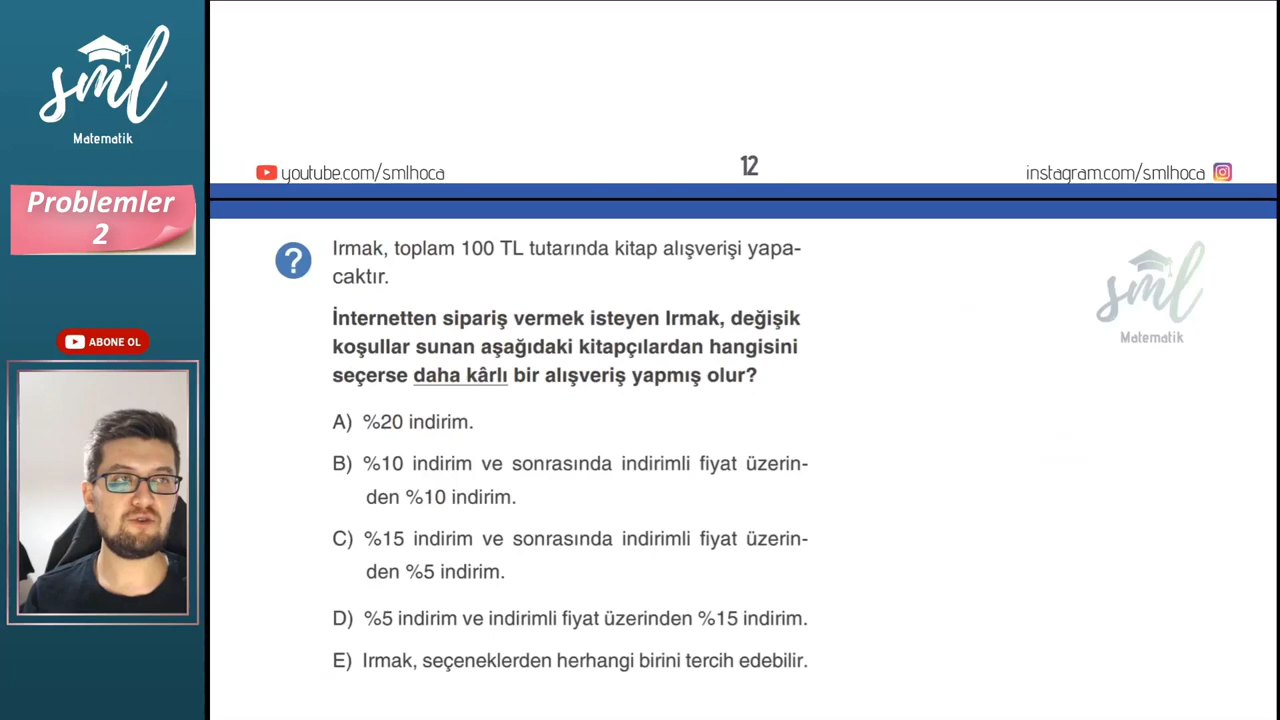 sml
Matematik
Problemler
2
ABONE OL
youtube.com/smlhoca
12
instagram.com/smlhoca
?
Irmak, toplam 100 TL tutarında kitap alışverişi yapa-
caktır.
İnternetten sipariş vermek isteyen Irmak, değişik
koşullar sunan aşağıdaki kitapçılardan hangisini
seçerse daha kârlı bir alışveriş yapmış olur?
A) %20 indirim.
B) %10 indirim ve sonrasında indirimli fiyat üzerin-
den %10 indirim.
C) %15 indirim ve sonrasında indirimli fiyat üzerin-
den %5 indirim.
D) %5 indirim ve indirimli fiyat üzerinden %15 indirim.
E) Irmak, seçeneklerden herhangi birini tercih edebilir.
sml
Matematik